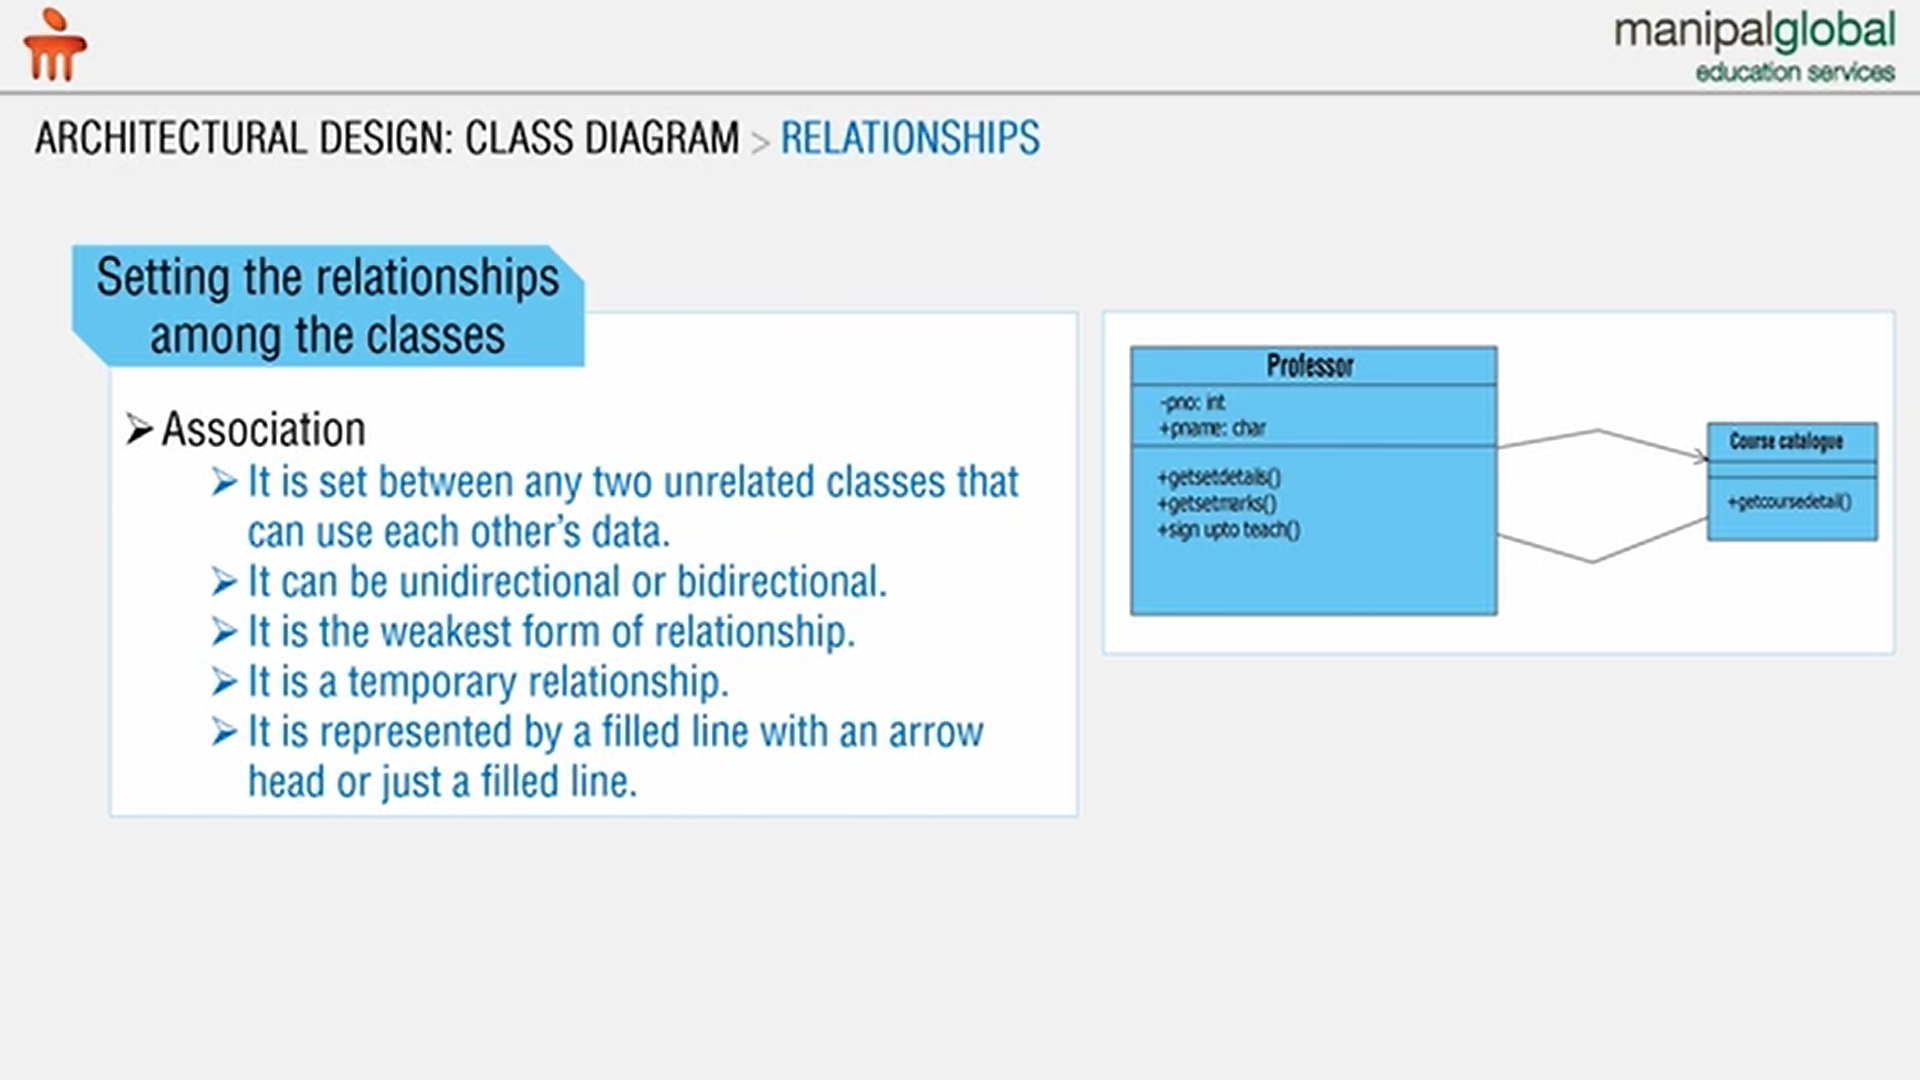 manipalglobal
education services
ARCHITECTURAL DESIGN: CLASS DIAGRAM > RELATIONSHIPS
Setting the relationships
among the classes
Association
It is set between any two unrelated classes that
can use each other's data.
It can be unidirectional or bidirectional.
It is the weakest form of relationship.
It is a temporary relationship.
It is represented by a filled line with an arrow
head or just a filled line.
Professor
-pno: int
+pname: char
+getsetdetails()
+getsetmarks()
+sign upto teach()
Course catalogue
+getcoursedetail()